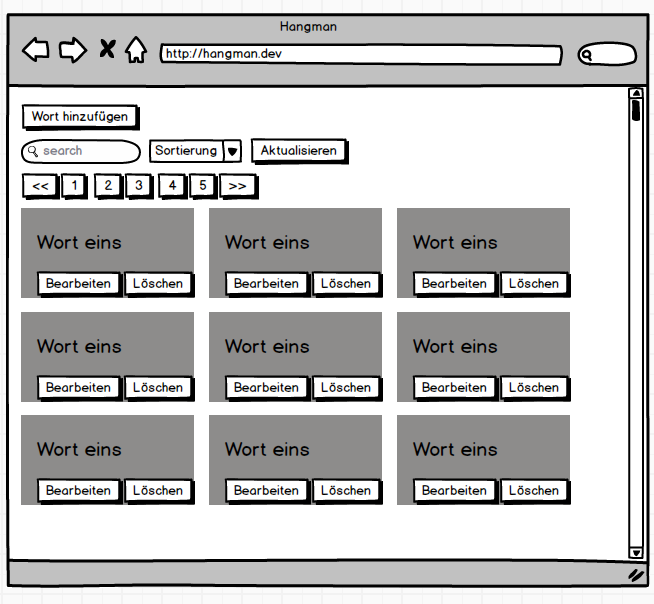 Hangman
http://hangman.dev
Wort hinzufügen
search Sortierung Aktualisieren
<< 1 2 3 4 5 >>
Wort eins Wort eins Wort eins
Bearbeiten Löschen Bearbeiten Löschen Bearbeiten Löschen
Wort eins Wort eins Wort eins
Bearbeiten Löschen Bearbeiten Löschen Bearbeiten Löschen
Wort eins Wort eins Wort eins
Bearbeiten Löschen Bearbeiten Löschen Bearbeiten Löschen